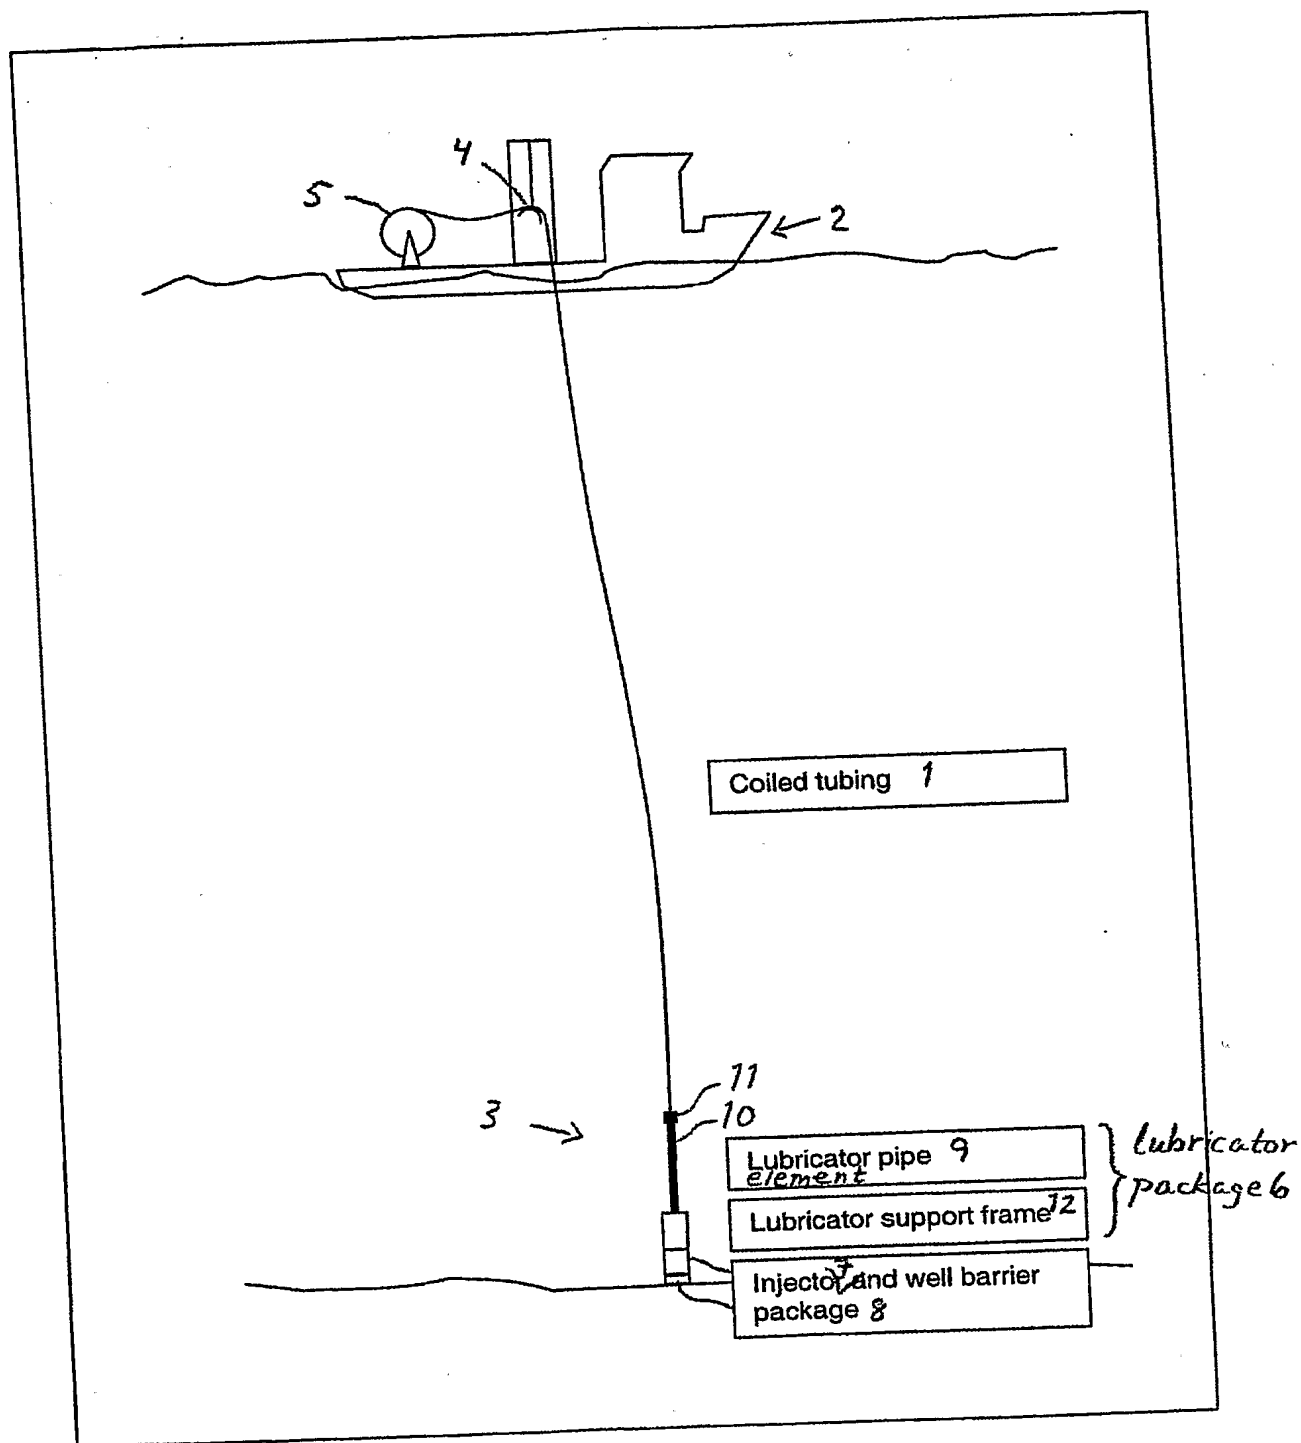 4
5
2
Coiled tubing 1
11
10
3
Lubricator pipe 9
element
lubricator
package 6
Lubricator support frame 12
Injector 7 and well barrier
package 8